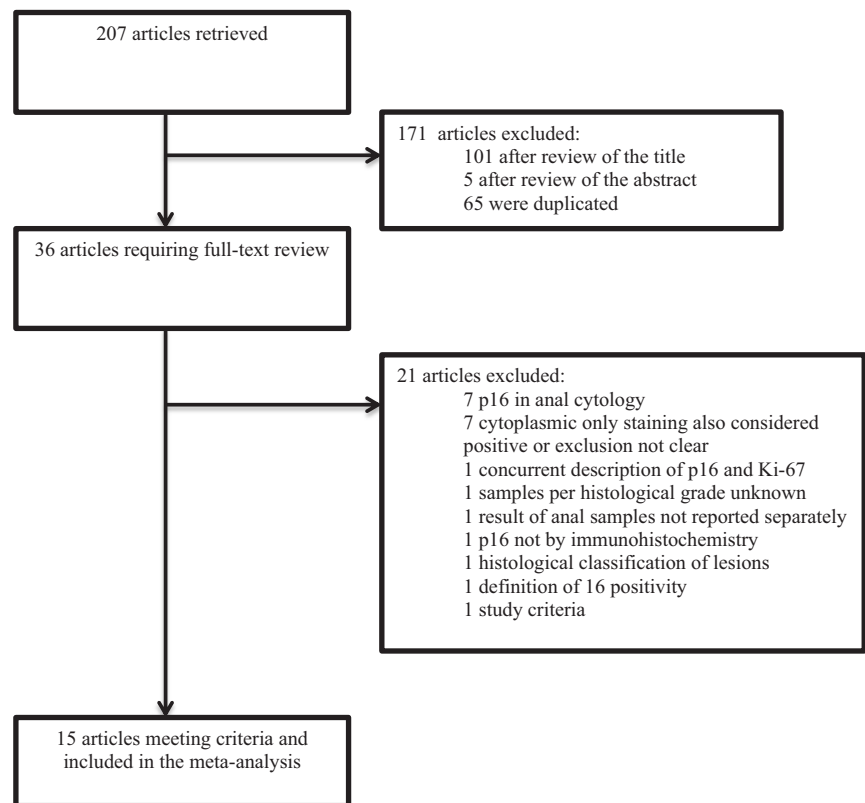 207 articles retrieved
171 articles excluded:
101 after review of the title
5 after review of the abstract
65 were duplicated
36 articles requiring full-text review
21 articles excluded:
7 p16 in anal cytology
7 cytoplasmic only staining also considered
positive or exclusion not clear
1 concurrent description of p16 and Ki-67
1 samples per histological grade unknown
1 result of anal samples not reported separately
1 p16 not by immunohistochemistry
1 histological classification of lesions
1 definition of 16 positivity
1 study criteria
15 articles meeting criteria and
included in the meta-analysis